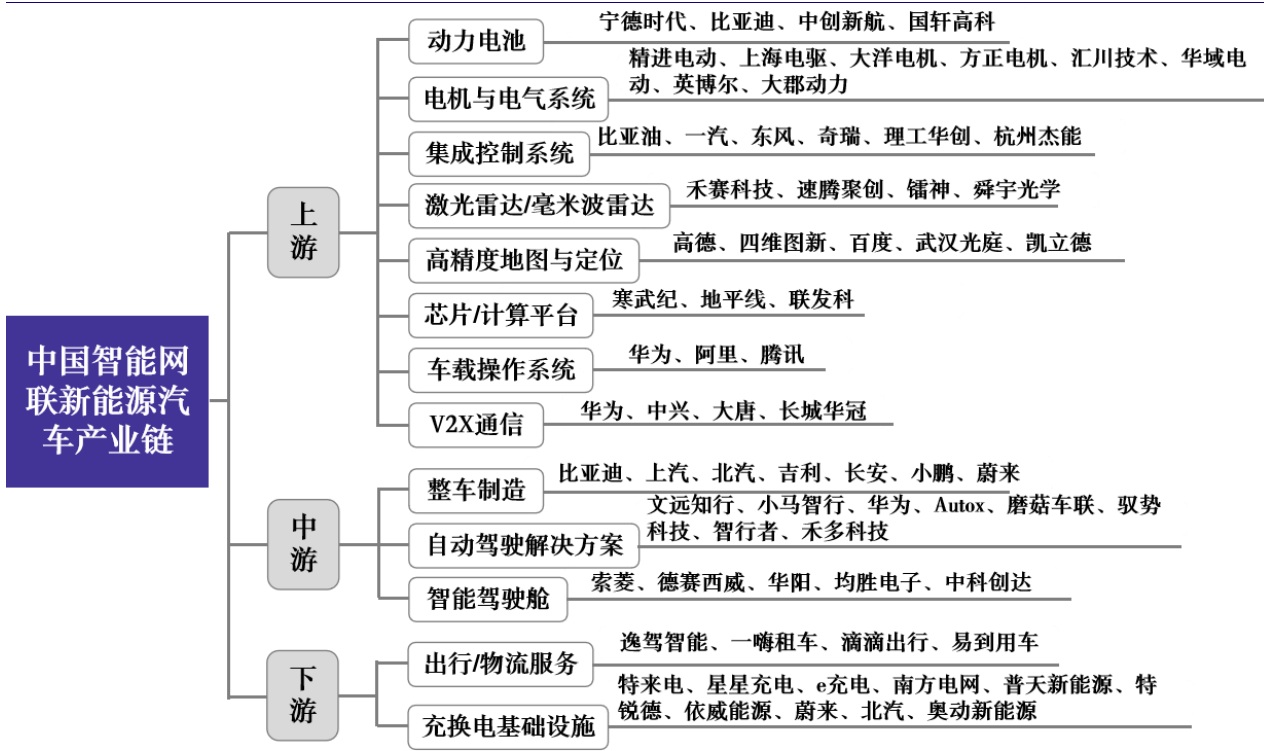 中国智能网
联新能源汽
车产业链
上
游
动力电池
宁德时代、比亚迪、中创新航、国轩高科
电机与电气系统
精进电动、上海电驱、大洋电机、方正电机、汇川技术、华域电
动、英博尔、大郡动力
集成控制系统
比亚油、一汽、东风、奇瑞、理工华创、杭州杰能
激光雷达/毫米波雷达
禾赛科技、速腾聚创、镭神、舜宇光学
高精度地图与定位
高德、四维图新、百度、武汉光庭、凯立德
芯片/计算平台
寒武纪、地平线、联发科
车载操作系统
华为、阿里、腾讯
V2X通信
华为、中兴、大唐、长城华冠
中
游
整车制造
比亚迪、上汽、北汽、吉利、长安、小鹏、蔚来
自动驾驶解决方案
文远知行、小马智行、华为、Autox、磨菇车联、驭势
科技、智行者、禾多科技
智能驾驶舱
索菱、德赛西威、华阳、均胜电子、中科创达
下
游
出行/物流服务
逸驾智能、一嗨租车、滴滴出行、易到用车
充换电基础设施
特来电、星星充电、e充电、南方电网、普天新能源、特
锐德、依威能源、蔚来、北汽、奥动新能源